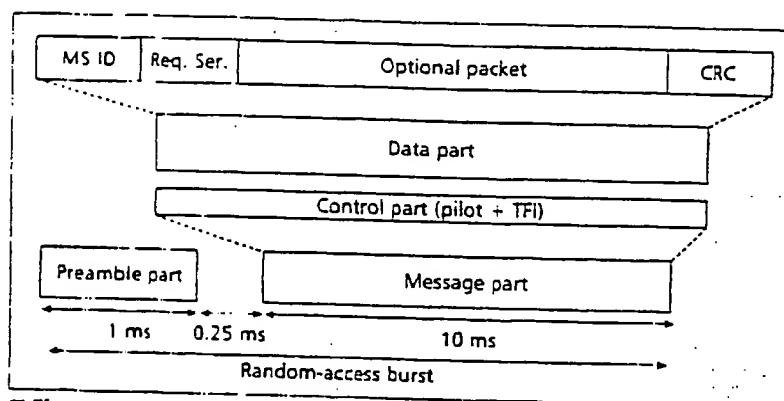 MS ID Req. Ser. Optional packet CRC
Data part
Control part (pilot + TFI)
Preamble part Message part
1 ms 0.25 ms 10 ms
Random-access burst